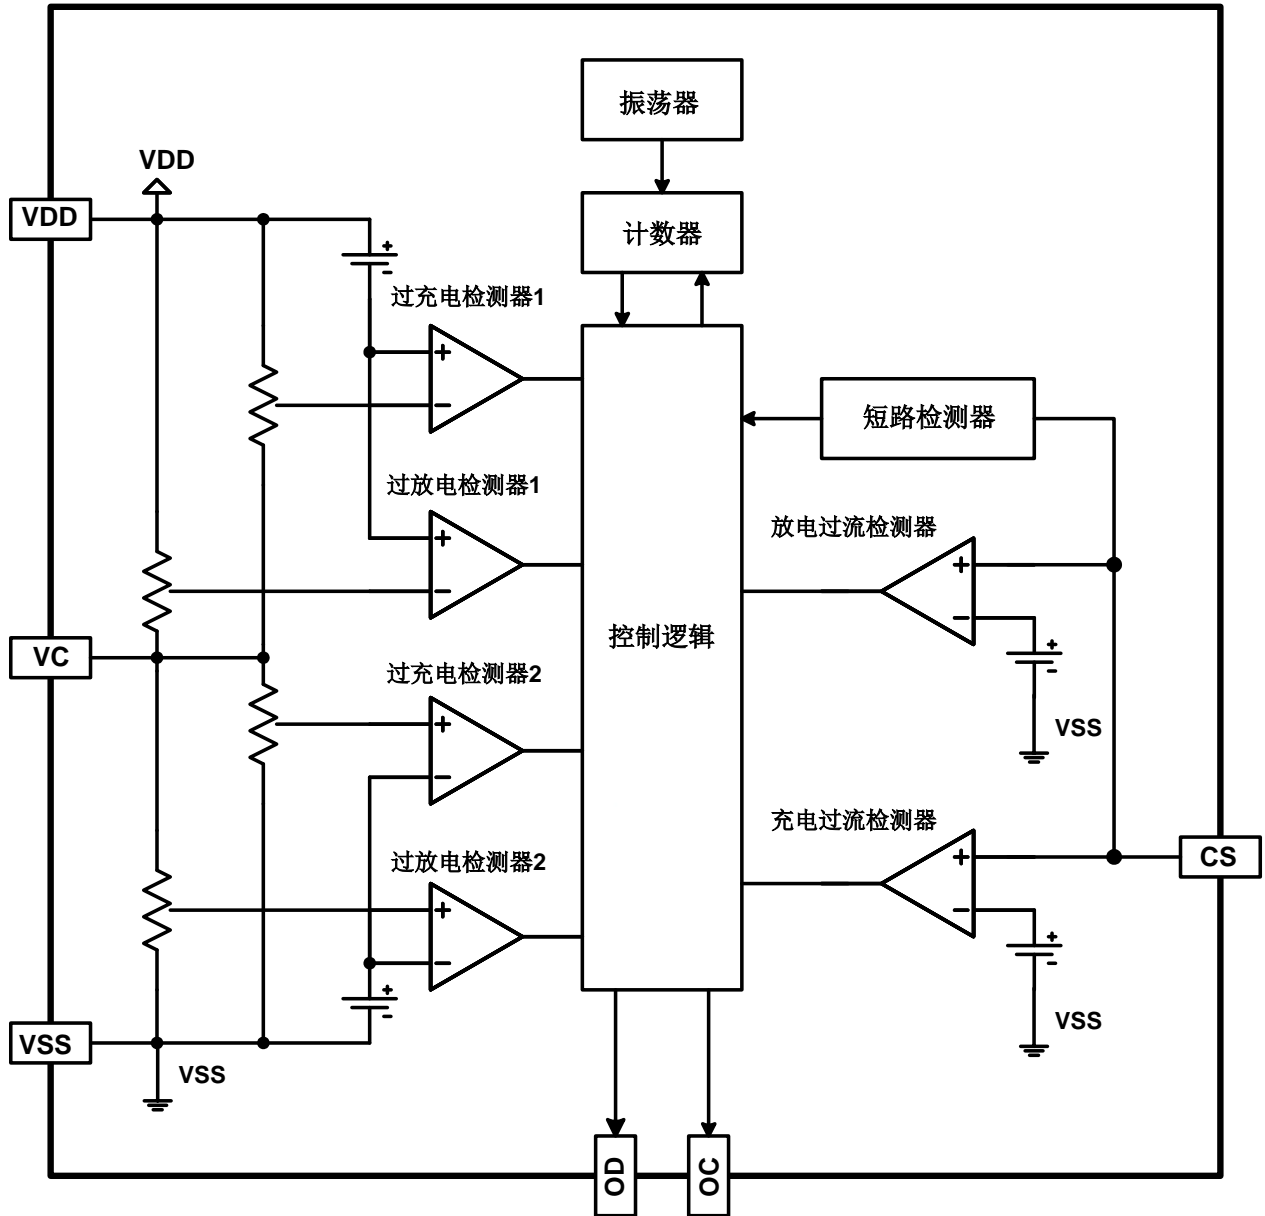 振荡器
VDD
VDD
计数器
过充电检测器1
短路检测器
过放电检测器1
放电过流检测器
控制逻辑
VC
过充电检测器2
VSS
充电过流检测器
CS
过放电检测器2
VSS
VSS
VSS
OD
OC